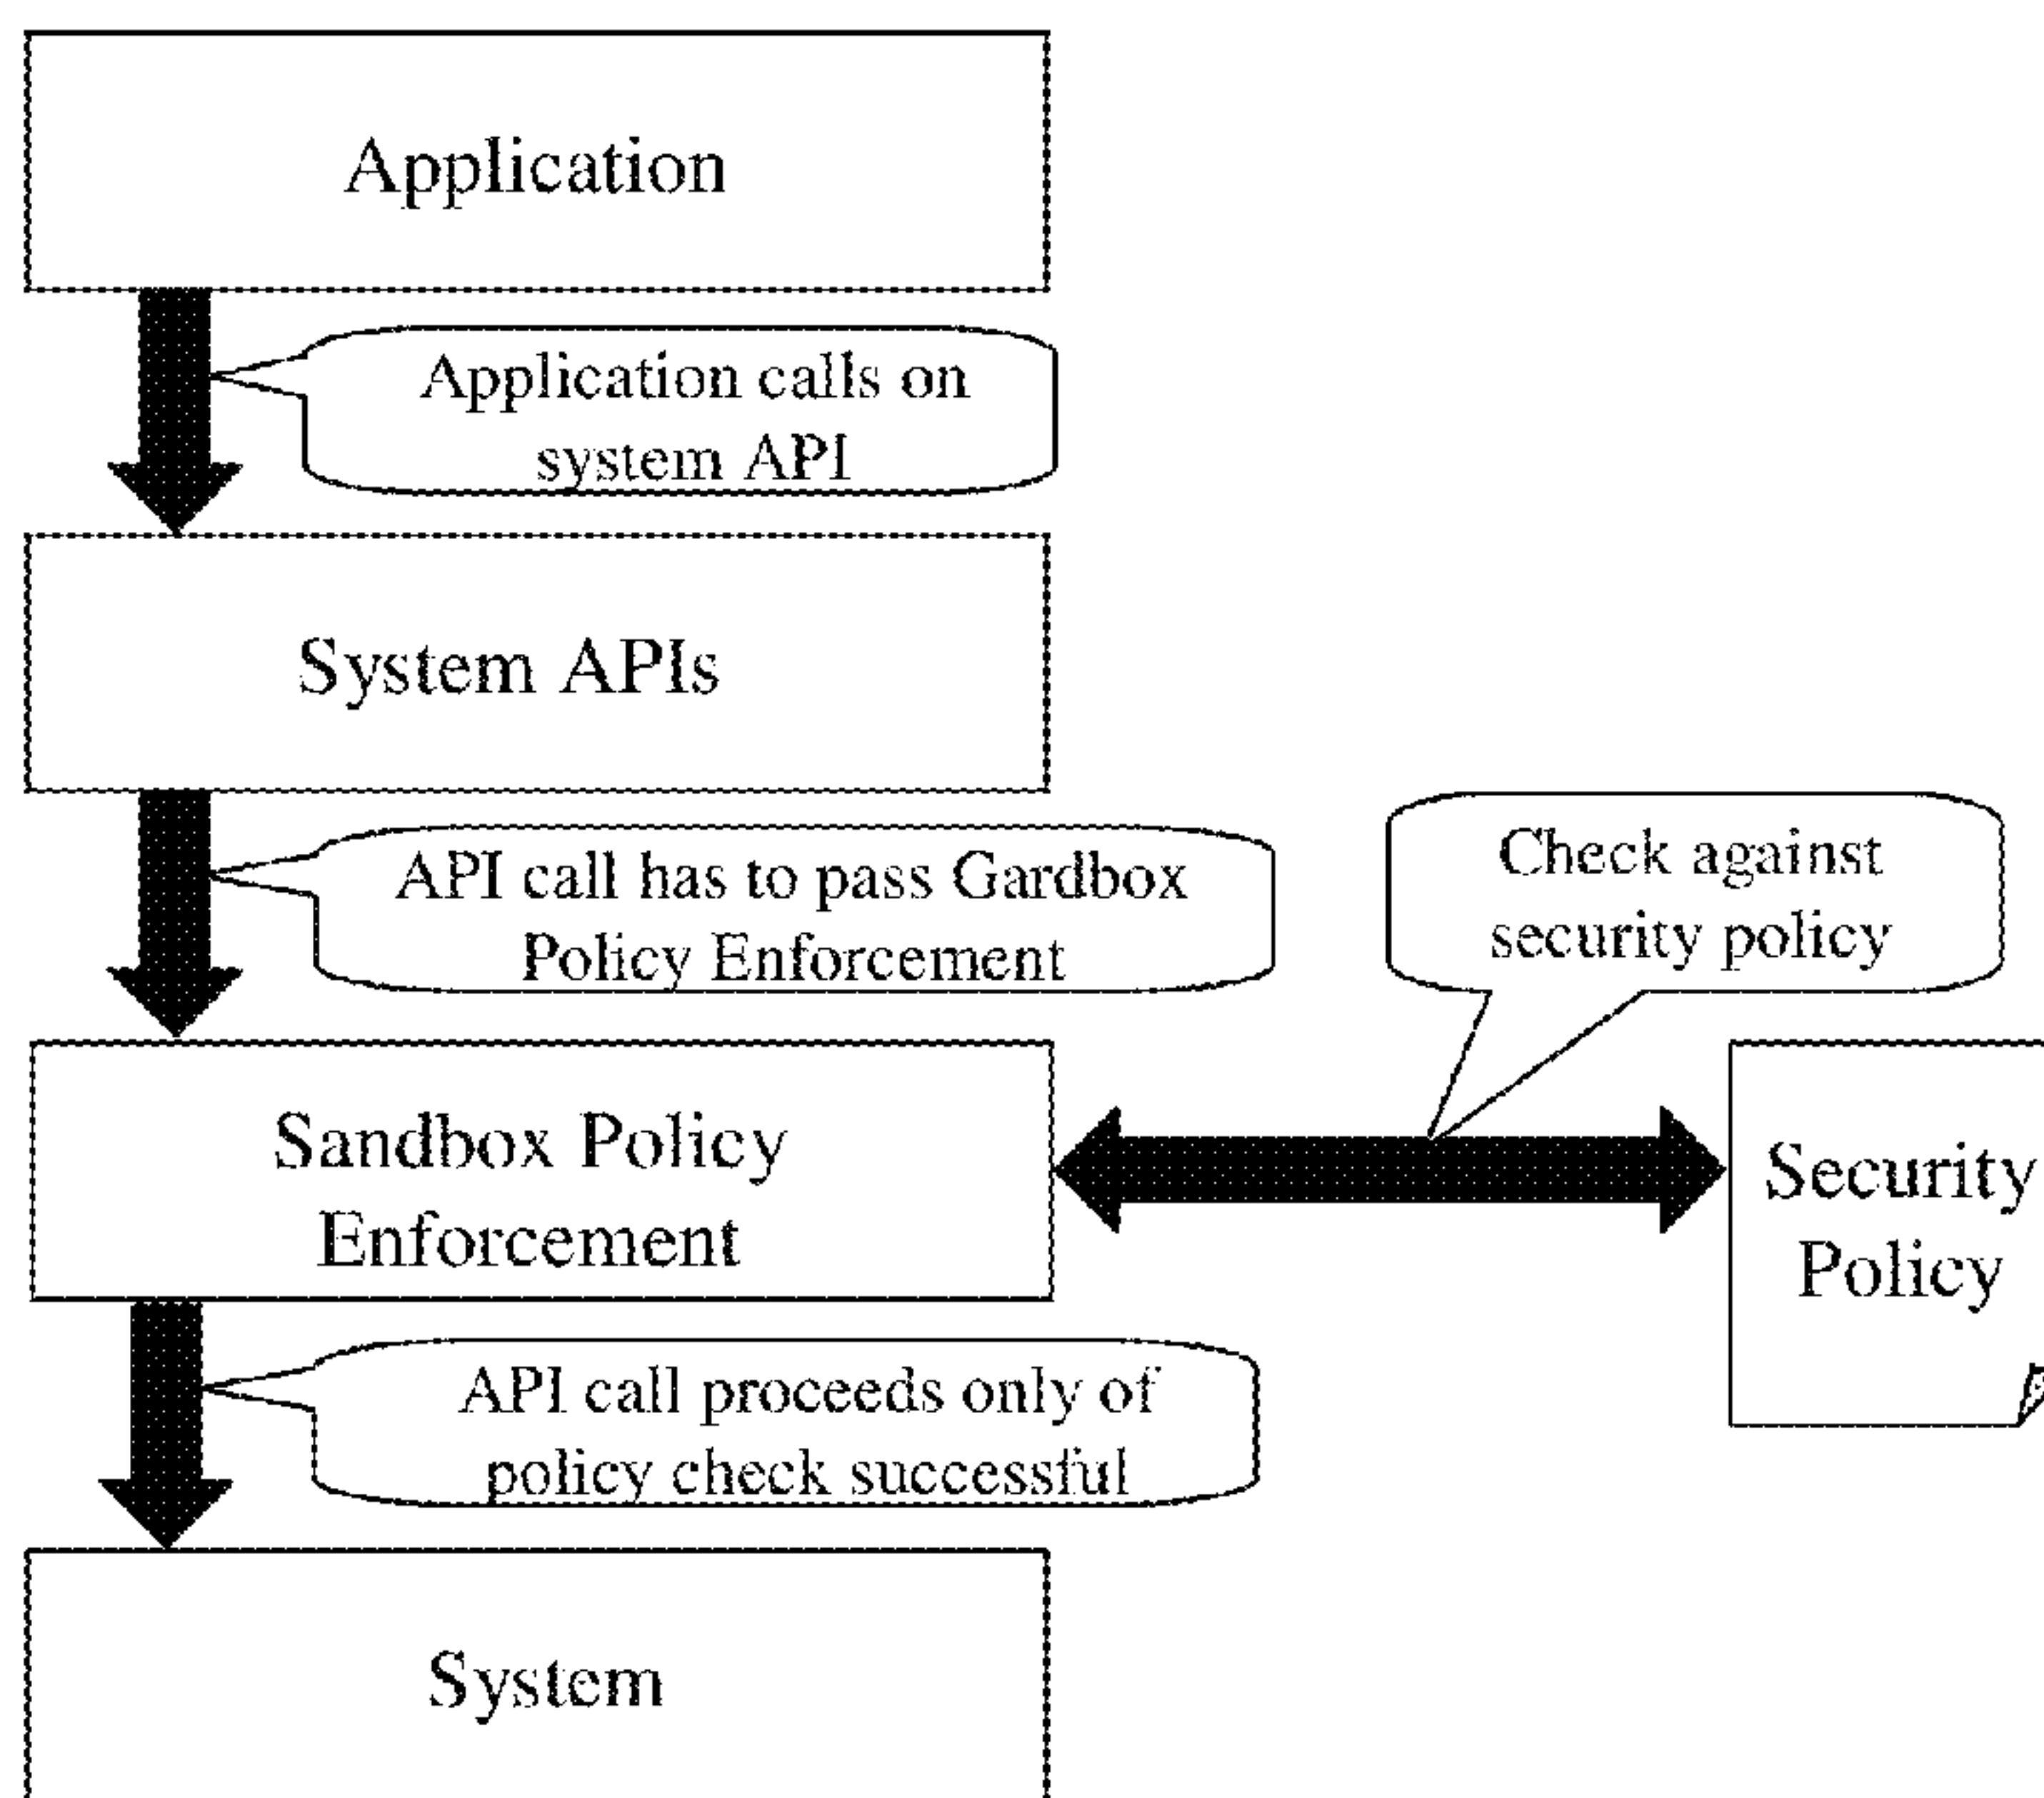 Application
Application calls on
system API
System APIs
API call has to pass Gardbox
Policy Enforcement
Check against
security policy
Sandbox Policy
Enforcement
Security
Policy
API call proceeds only of
policy check successful
System